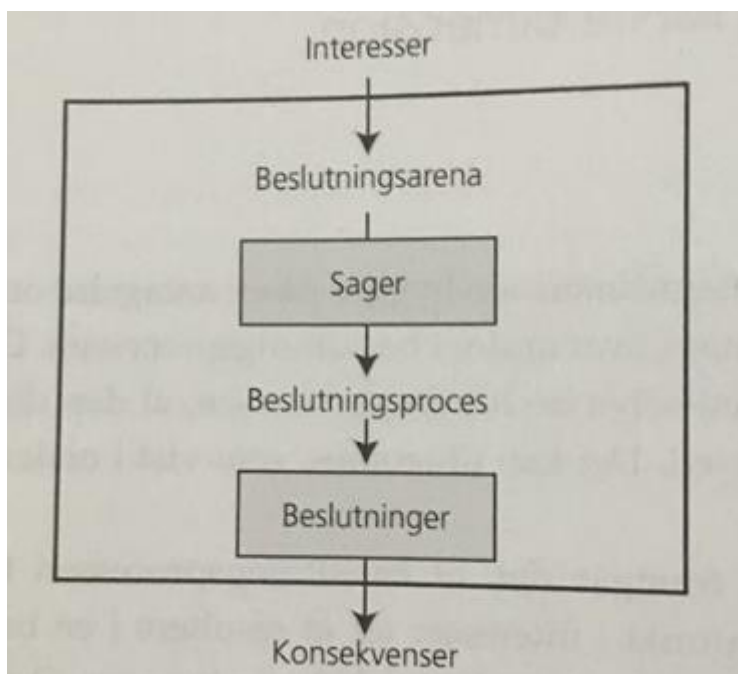 Interesser
Beslutningsarena
Sager
Beslutningsproces
Beslutninger
Konsekvenser